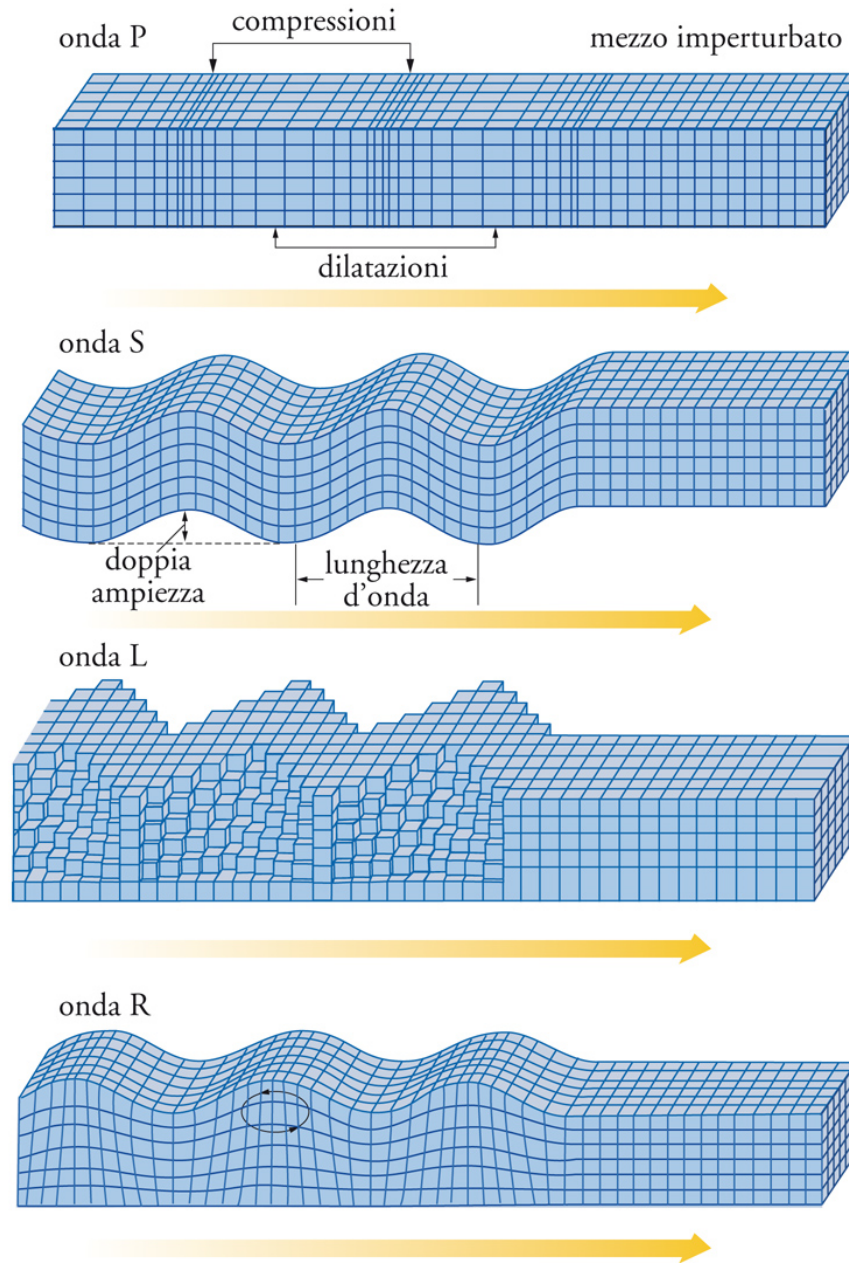 onda P
compressioni
mezzo imperturbato
dilatazioni
onda S
doppia
ampiezza
lunghezza
d'onda
onda L
onda R